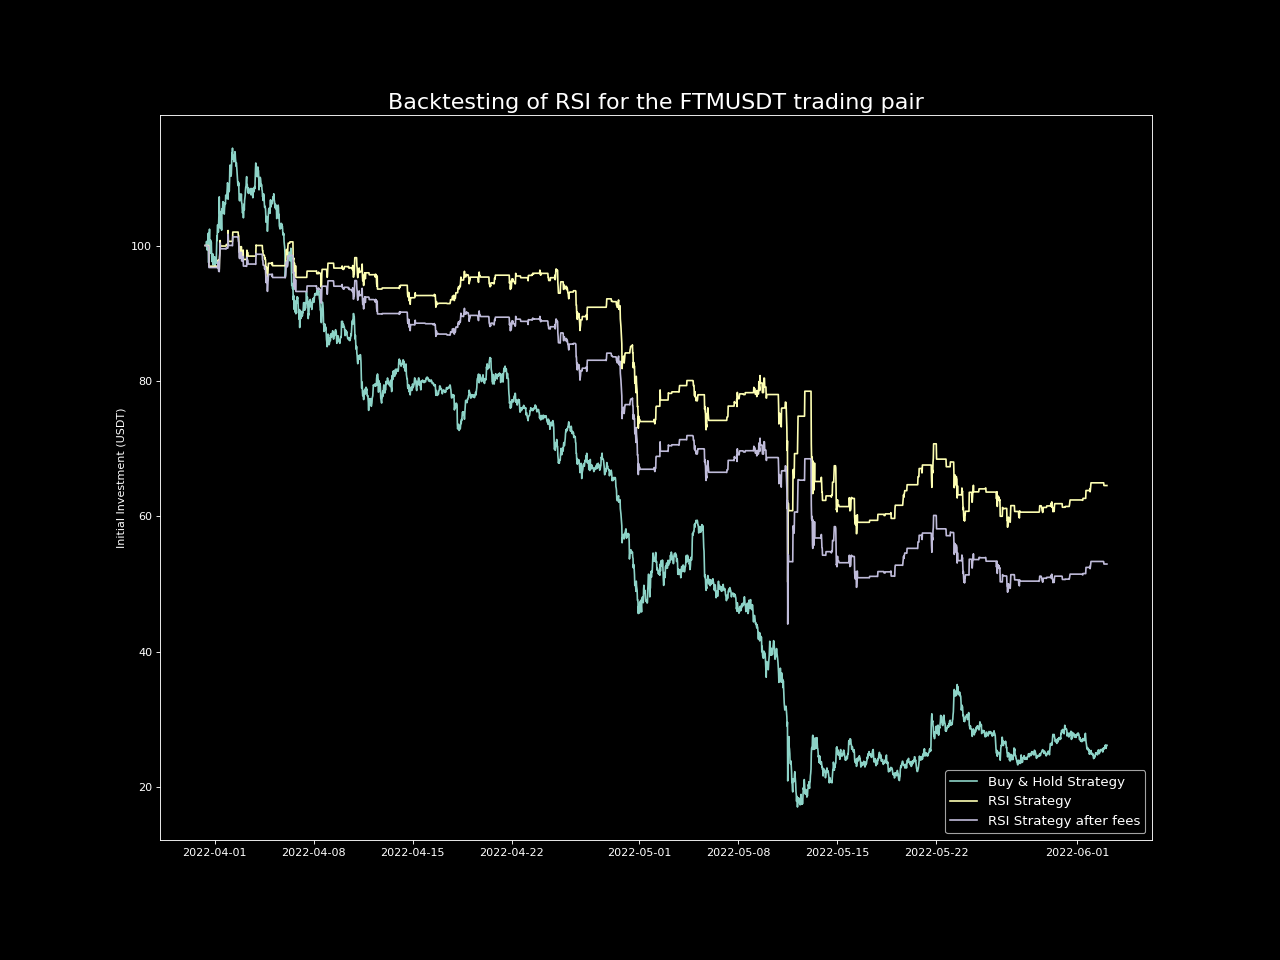 Backtesting of RSI for the FTMUSDT trading pair
Initial Investment (USDT)
100
80
60
40
20
2022-04-01
2022-04-08
2022-04-15
2022-04-22
2022-05-01
2022-05-08
2022-05-15
2022-05-22
2022-06-01
Buy & Hold Strategy
RSI Strategy
RSI Strategy after fees